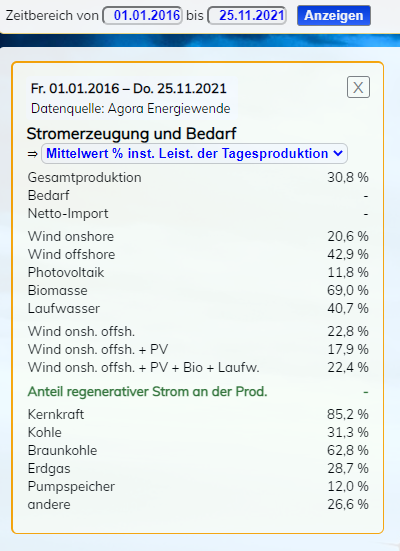 Zeitbereich von 01.01.2016 bis 25.11.2021 Anzeigen
Fr. 01.01.2016 – Do. 25.11.2021 X
Datenquelle: Agora Energiewende
Stromerzeugung und Bedarf
⇒ Mittelwert % inst. Leist. der Tagesproduktion
Gesamtproduktion 30,8 %
Bedarf -
Netto-Import -
Wind onshore 20,6 %
Wind offshore 42,9 %
Photovoltaik 11,8 %
Biomasse 69,0 %
Laufwasser 40,7 %
Wind onsh. offsh. 22,8 %
Wind onsh. offsh. + PV 17,9 %
Wind onsh. offsh. + PV + Bio + Laufw. 22,4 %
Anteil regenerativer Strom an der Prod. -
Kernkraft 85,2 %
Kohle 31,3 %
Braunkohle 62,8 %
Erdgas 28,7 %
Pumpspeicher 12,0 %
andere 26,6 %